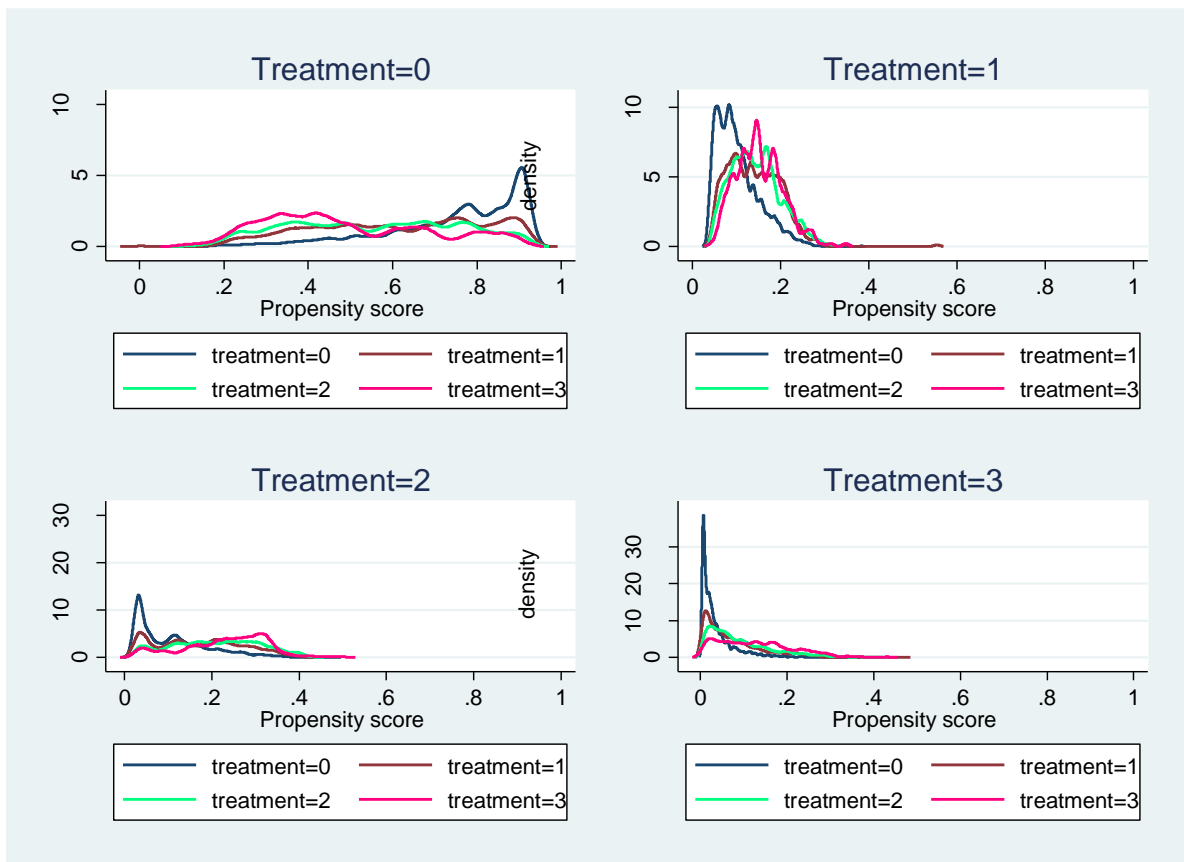 Treatment=0
10
5
0
density
0 .2 .4 .6 .8 1
Propensity score
treatment=0 treatment=1
treatment=2 treatment=3
Treatment=1
10
5
0
0 .2 .4 .6 .8 1
Propensity score
treatment=0 treatment=1
treatment=2 treatment=3
Treatment=2
30
20
10
0
density
0 .2 .4 .6 .8 1
Propensity score
treatment=0 treatment=1
treatment=2 treatment=3
Treatment=3
30
20
10
0
0 .2 .4 .6 .8 1
Propensity score
treatment=0 treatment=1
treatment=2 treatment=3